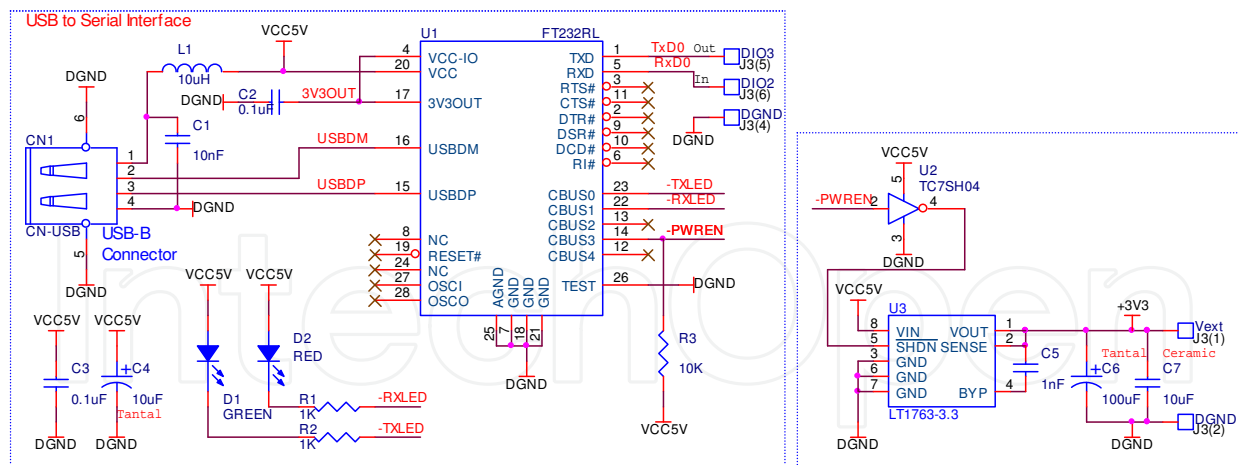 USB to Serial Interface
VCC5V
L1
10uH
DGND
C2
0.1uF
DGND
3V3OUT
C1
10nF
6
CN1
1
2
3
4
CN-USB
USB-B
Connector
5
DGND
DGND
USBDM
USBDP
U1
FT232RL
4
VCC-IO
20
VCC
17
3V3OUT
16
USBDM
15
USBDP
8
NC
19
RESET#
24
NC
27
OSCI
28
OSCO
TXD
1
TxD0
Out
DIO3
J3(5)
RXD
5
RxD0
In
DIO2
J3(6)
RTS#
3
CTS#
11
DTR#
2
DSR#
9
DCD#
10
RI#
6
DGND
DGND
J3(4)
CBUS0
23
-TXLED
CBUS1
22
-RXLED
CBUS2
13
CBUS3
14
-PWREN
CBUS4
12
TEST
26
DGND
AGND
GND
GND
GND
25
7
18
21
DGND
R3
10K
VCC5V
VCC5V
VCC5V
D2
RED
D1
GREEN
R1
1K
-RXLED
R2
1K
-TXLED
VCC5V
C3
0.1uF
DGND
VCC5V
C4
10uF
Tantal
DGND
VCC5V
U2
TC7SH04
5
-PWREN
2
4
3
DGND
VCC5V
U3
8
VIN
5
SHDN
3
GND
6
GND
7
GND
VOUT
1
SENSE
2
BYP
4
LT1763-3.3
DGND
C5
1nF
+3V3
Tantal
C6
100uF
Ceramic
C7
10uF
Vext
J3(1)
DGND
J3(2)
DGND
IntechOpen